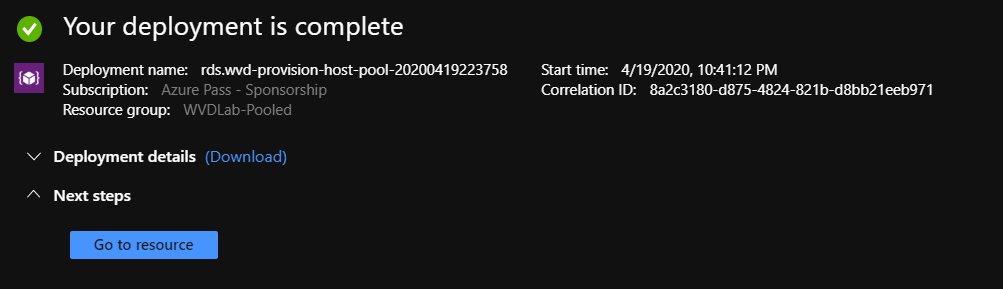 Your deployment is complete
Deployment name: rds.wvd-provision-host-pool-20200419223758 Start time: 4/19/2020, 10:41:12 PM
Subscription: Azure Pass - Sponsorship Correlation ID: 8a2c3180-d875-4824-821b-d8bb21eeb971
Resource group: WVDLab-Pooled
Deployment details (Download)
Next steps
Go to resource